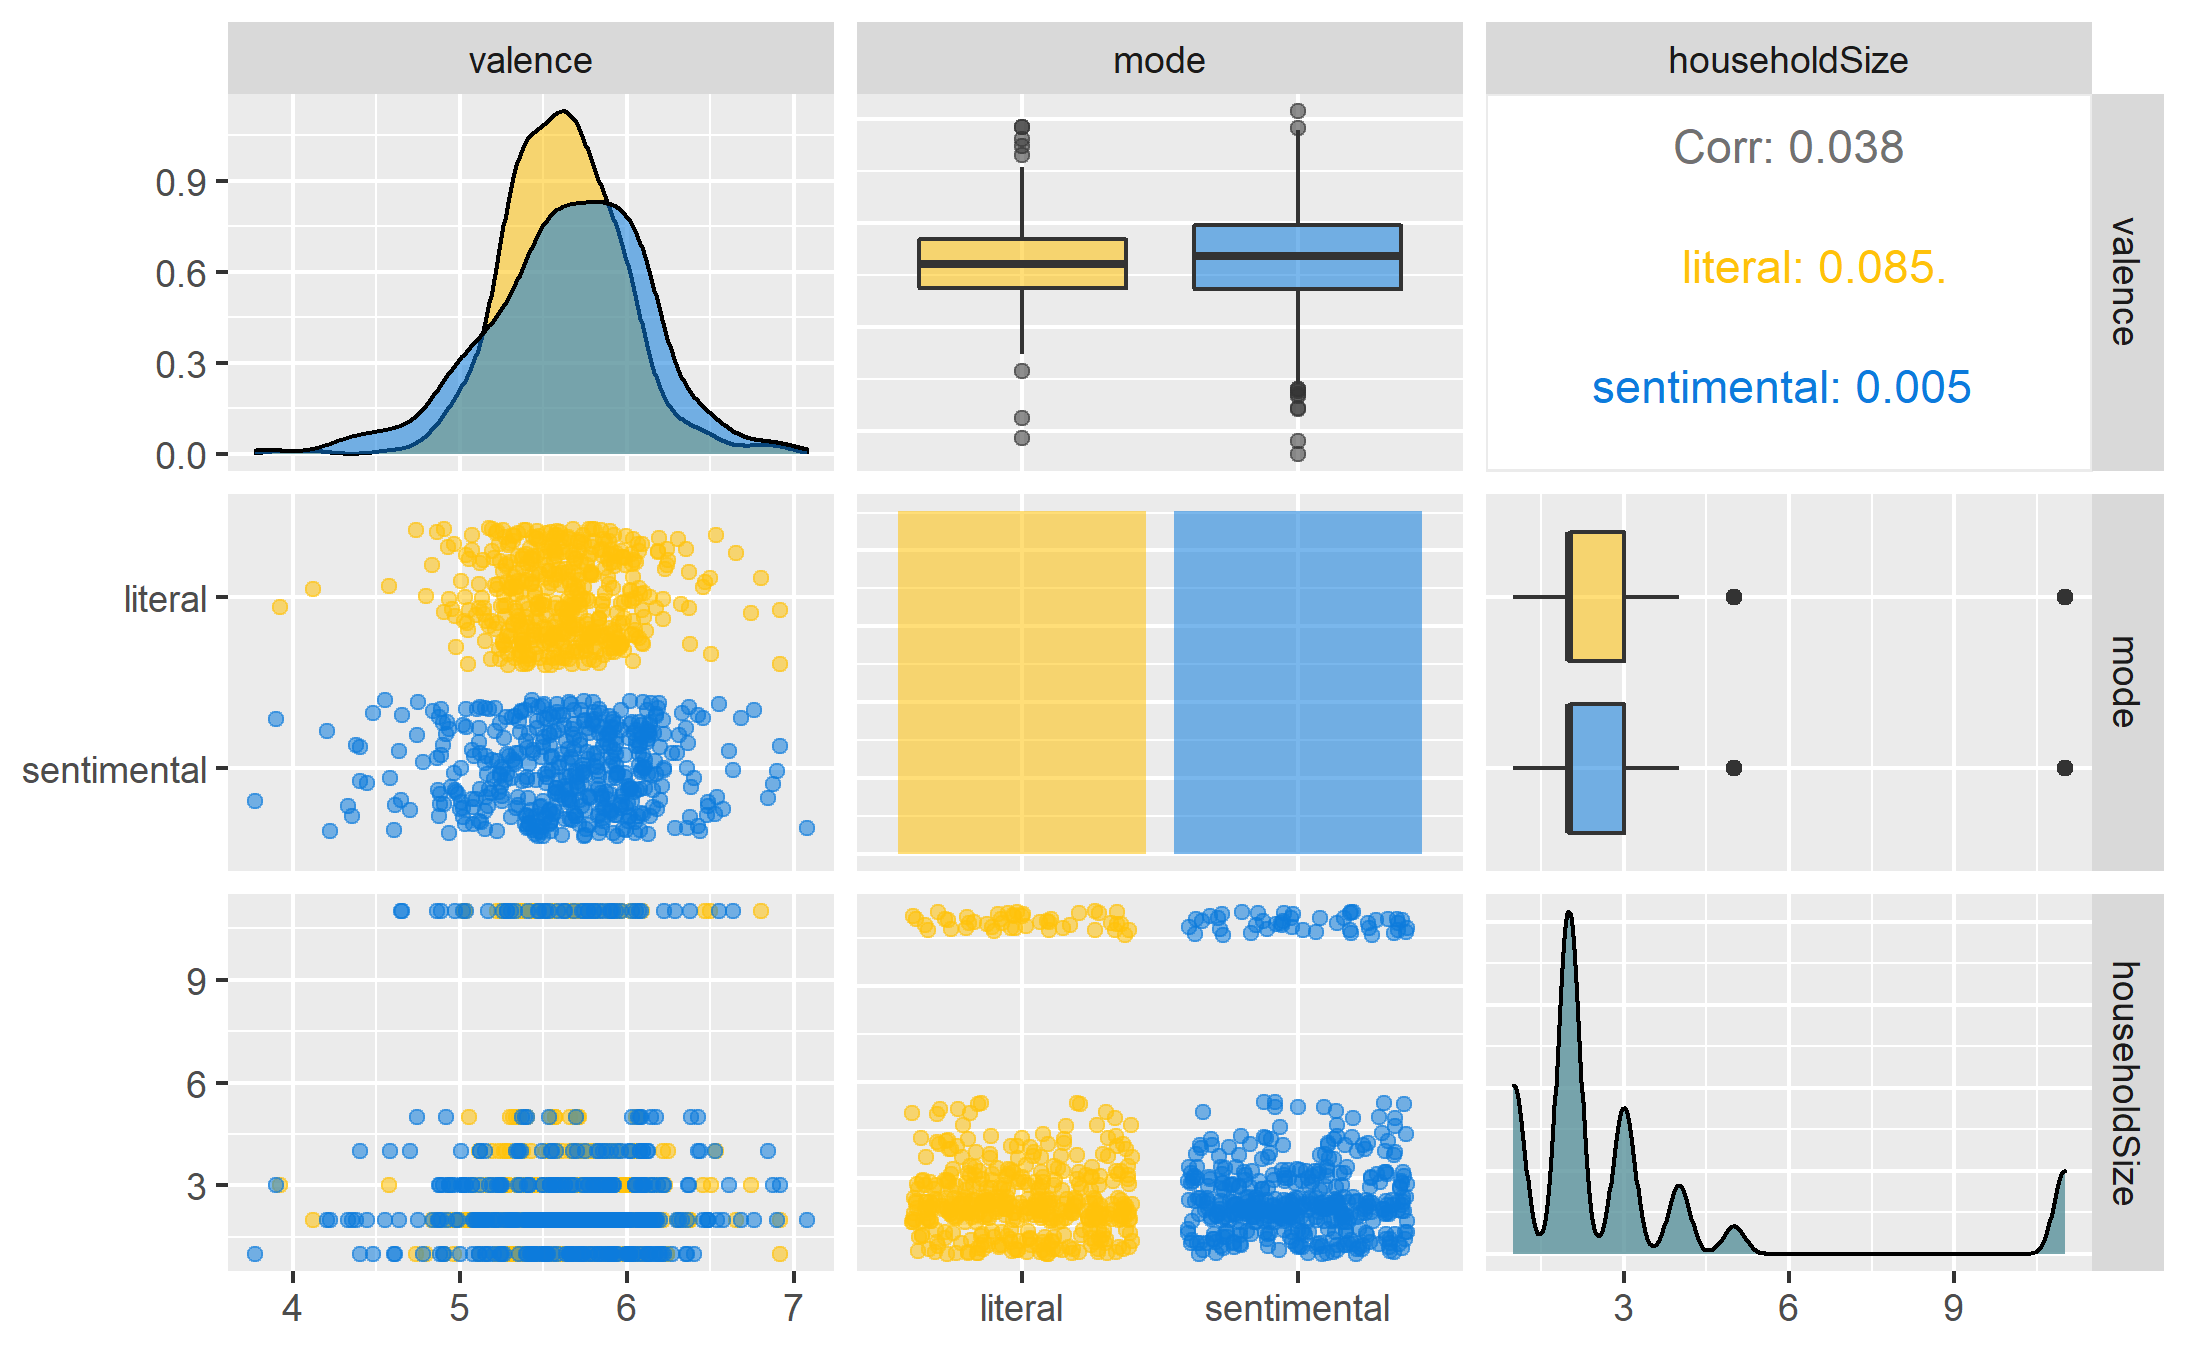 valence
mode
householdSize
0.9
0.6
0.3
0.0
Corr: 0.038
literal: 0.085.
sentimental: 0.005
valence
literal
sentimental
mode
9
6
3
householdSize
4 5 6 7
literal sentimental
3 6 9